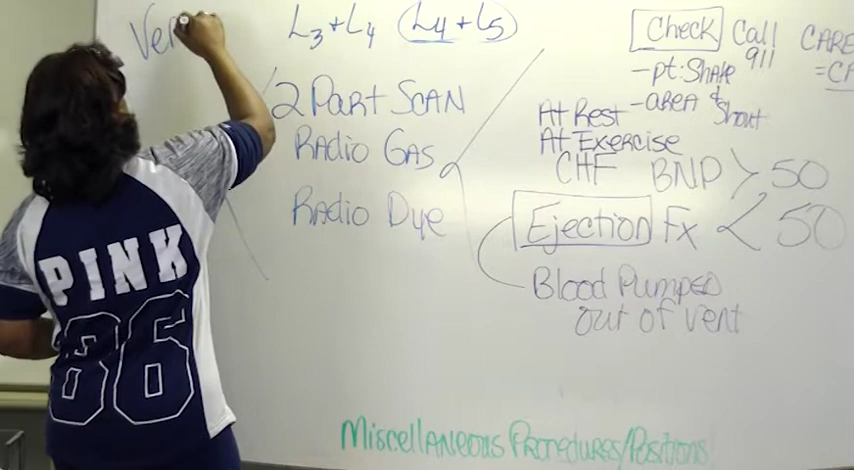 Ver
L3+L4 (L4+L5)
2 Part Scan
Radio Gas
Radio Dye
Check Call 911 CARE
-pt: Shake
-area & Shout
At Rest
At Exercise
CHF BNP > 50
Ejection Fx < 50
Blood Pumped
out of vent
Miscellaneous Procedures/Positions
PINK
86